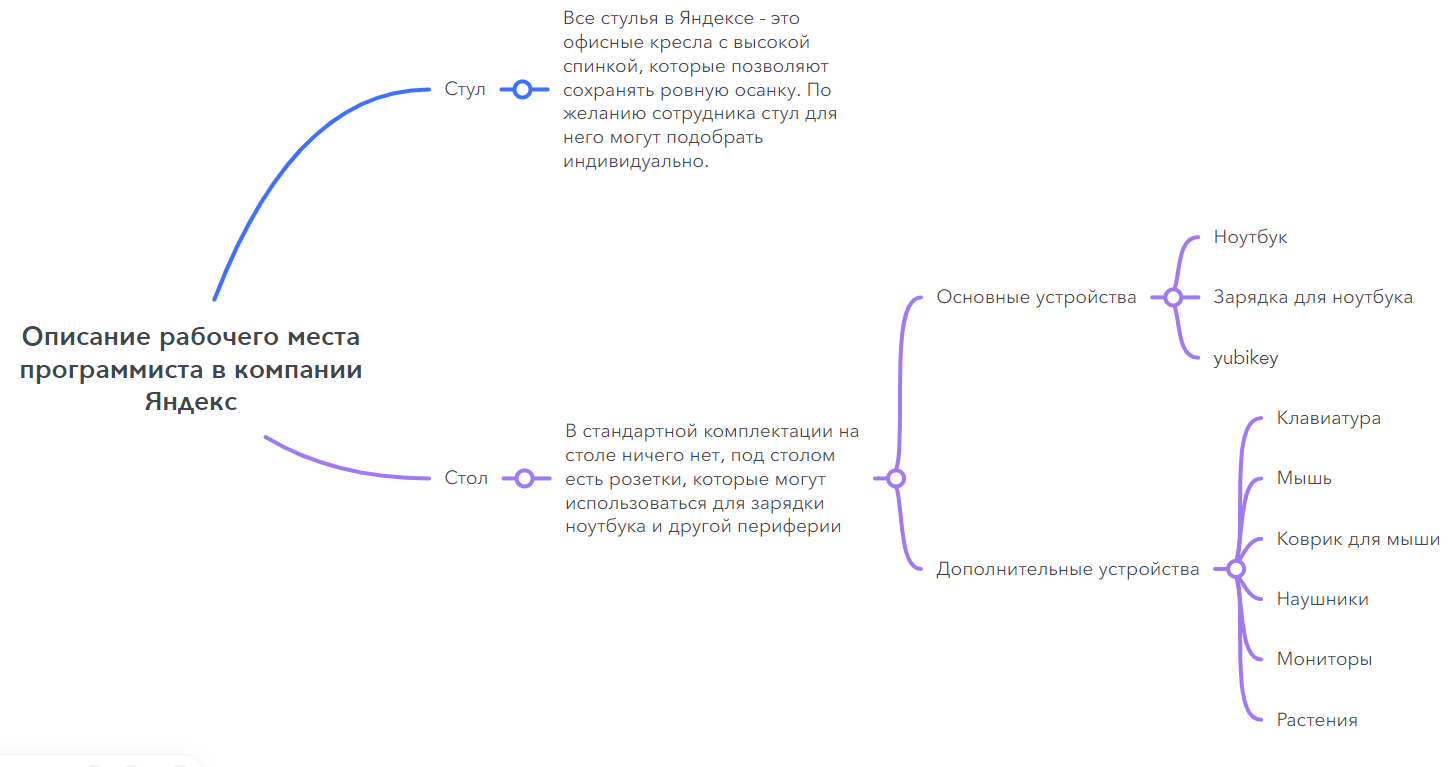 Описание рабочего места
программиста в компании
Яндекс
Стул
Все стулья в Яндексе - это
офисные кресла с высокой
спинкой, которые позволяют
сохранять ровную осанку. По
желанию сотрудника стул для
него могут подобрать
индивидуально.
Стол
В стандартной комплектации на
столе ничего нет, под столом
есть розетки, которые могут
использоваться для зарядки
ноутбука и другой периферии
Основные устройства
Ноутбук
Зарядка для ноутбука
yubikey
Дополнительные устройства
Клавиатура
Мышь
Коврик для мыши
Наушники
Мониторы
Растения